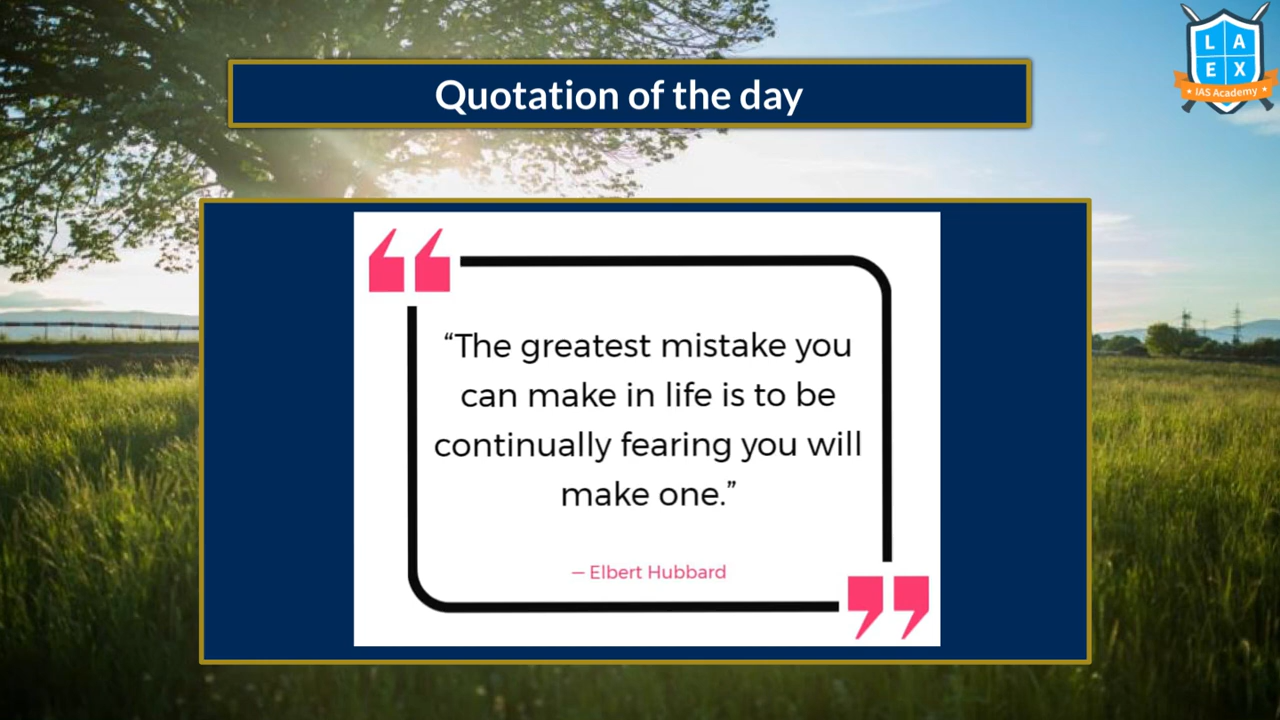 Quotation of the day
L A
E X
IAS Academy
“The greatest mistake you
can make in life is to be
continually fearing you will
make one.”
— Elbert Hubbard